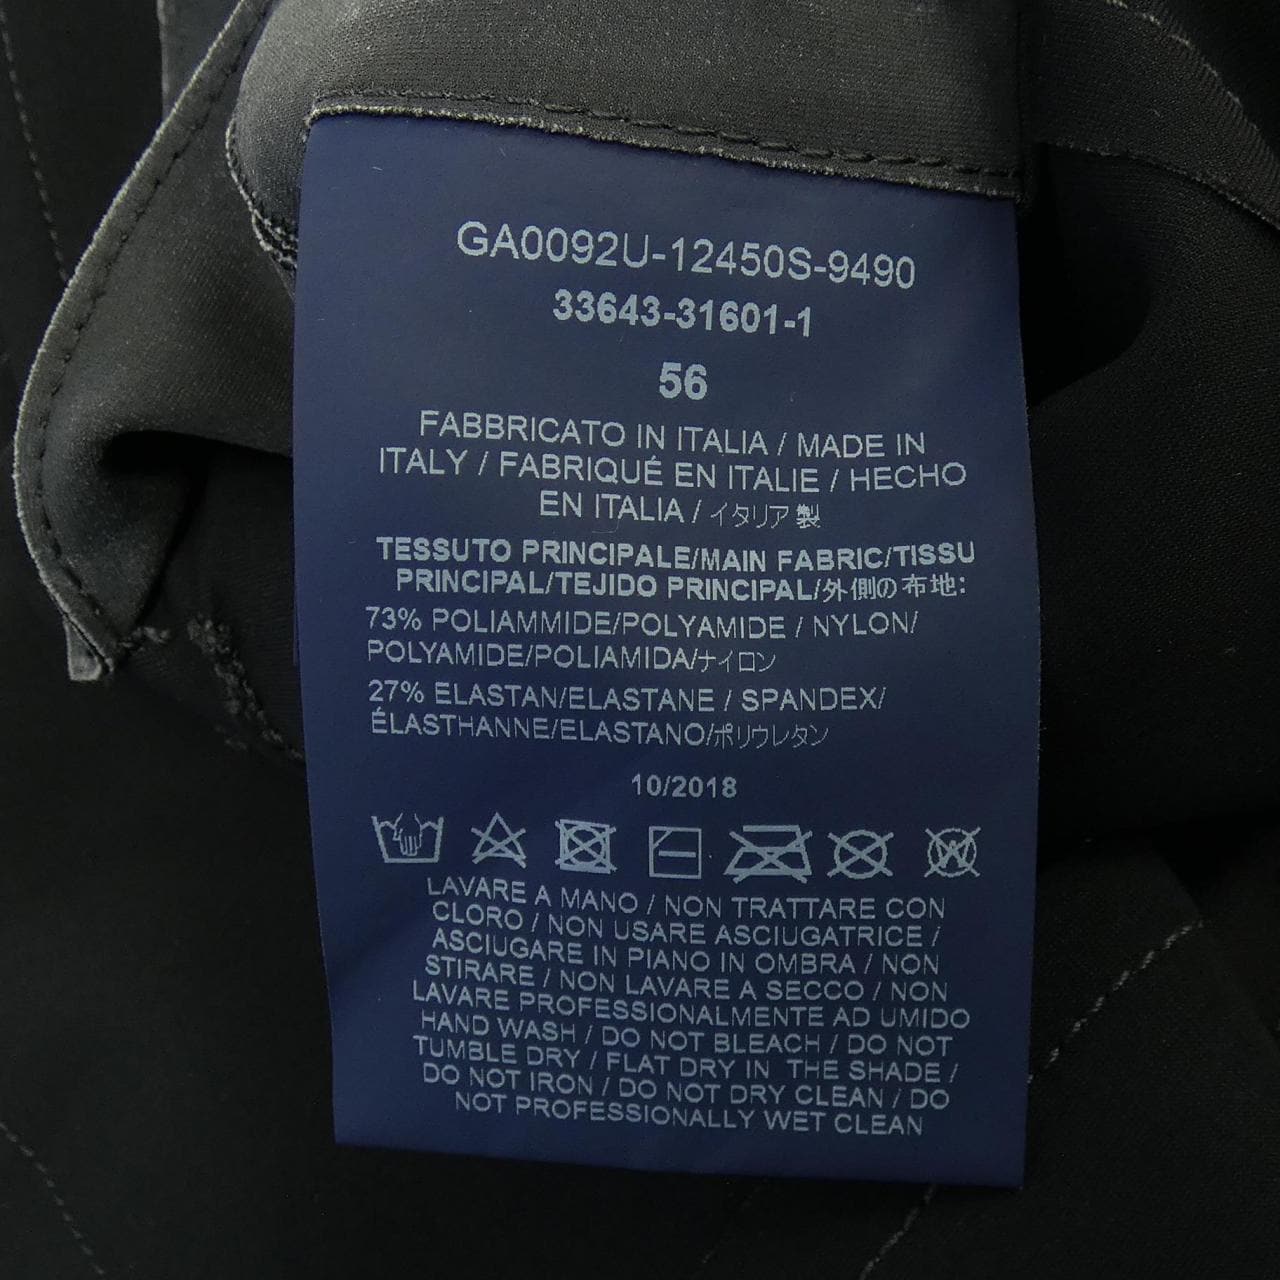 GA0092U-12450S-9490
33643-31601-1
56
FABBRICATO IN ITALIA / MADE IN
ITALY / FABRIQUÉ EN ITALIE / HECHO
EN ITALIA / イタリア製
TESSUTO PRINCIPALE/MAIN FABRIC/TISSU
PRINCIPAL/TEJIDO PRINCIPAL/外側の布地:
73% POLIAMMIDE/POLYAMIDE / NYLON/
POLYAMIDE/POLIAMIDA/ナイロン
27% ELASTAN/ELASTANE / SPANDEX/
ÉLASTHANNE/ELASTANO/ポリウレタン
10/2018
W
LAVARE A MANO / NON TRATTARE CON
CLORO / NON USARE ASCIUGATRICE /
ASCIUGARE IN PIANO IN OMBRA / NON
STIRARE / NON LAVARE A SECCO / NON
LAVARE PROFESSIONALMENTE AD UMIDO
HAND WASH / DO NOT BLEACH / DO NOT
TUMBLE DRY / FLAT DRY IN THE SHADE /
DO NOT IRON / DO NOT DRY CLEAN / DO
NOT PROFESSIONALLY WET CLEAN